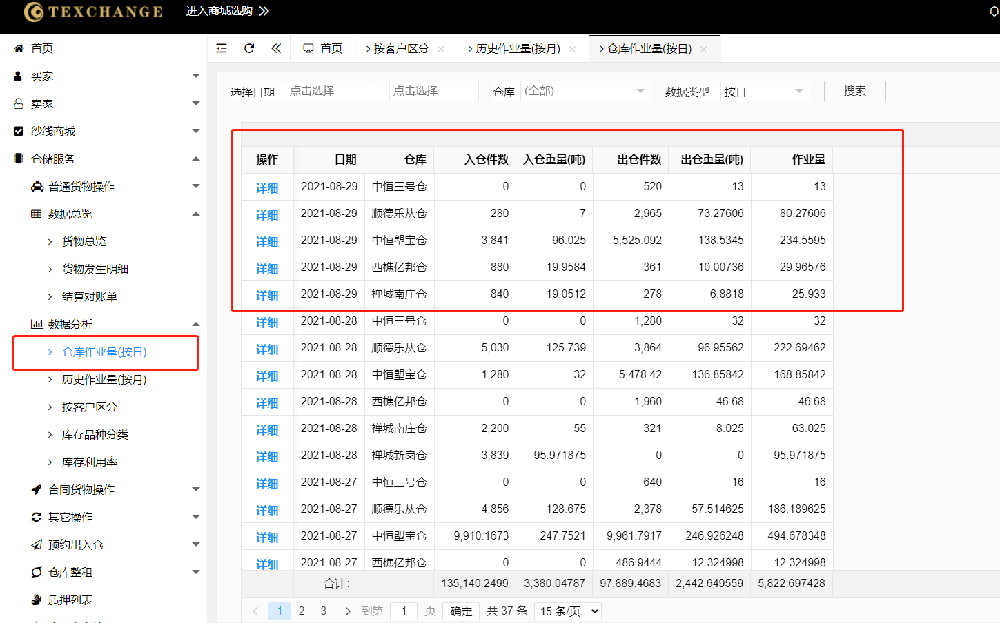 TEXCHANGE 进入商城选购
首页
买家
卖家
纱线商城
仓储服务
普通货物操作
数据总览
货物总览
货物发生明细
结算对账单
数据分析
仓库作业量(按日)
历史作业量(按月)
按客户区分
库存品种分类
库存利用率
合同货物操作
其它操作
预约出入仓
仓库整租
质押列表
首页 按客户区分 历史作业量(按月) 仓库作业量(按日)
选择日期 点击选择 - 点击选择 仓库 (全部) 数据类型 按日 搜索
操作 日期 仓库 入仓件数 入仓重量(吨) 出仓件数 出仓重量(吨) 作业量
详细 2021-08-29 中恒三号仓 0 0 520 13 13
详细 2021-08-29 顺德乐从仓 280 7 2,965 73.27606 80.27606
详细 2021-08-29 中恒塱宝仓 3,841 96.025 5,525.092 138.5345 234.5595
详细 2021-08-29 西樵亿邦仓 880 19.9584 361 10.00736 29.96576
详细 2021-08-29 禅城南庄仓 840 19.0512 278 6.8818 25.933
详细 2021-08-28 中恒三号仓 0 0 1,280 32 32
详细 2021-08-28 顺德乐从仓 5,030 125.739 3,864 96.95562 222.69462
详细 2021-08-28 中恒塱宝仓 1,280 32 5,478.42 136.85842 168.85842
详细 2021-08-28 西樵亿邦仓 0 0 1,960 46.68 46.68
详细 2021-08-28 禅城南庄仓 2,200 55 321 8.025 63.025
详细 2021-08-28 禅城新岗仓 3,839 95.971875 0 0 95.971875
详细 2021-08-27 中恒三号仓 0 0 640 16 16
详细 2021-08-27 顺德乐从仓 4,856 128.675 2,378 57.514625 186.189625
详细 2021-08-27 中恒塱宝仓 9,910.1673 247.7521 9,961.7917 246.926248 494.678348
详细 2021-08-27 西樵亿邦仓 0 0 486.9444 12.324998 12.324998
合计： 135,140.2499 3,380.04787 97,889.4683 2,442.649559 5,822.697428
1 2 3 到第 1 页 确定 共 37 条 15 条/页